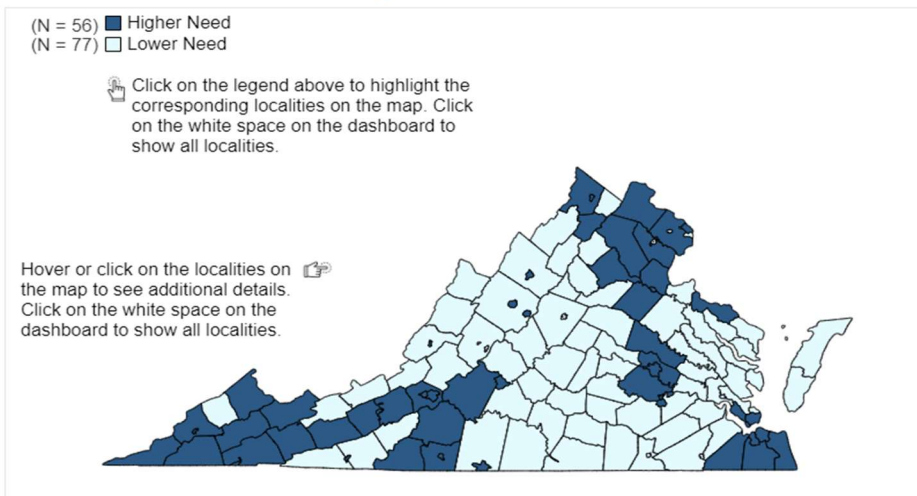 (N = 56) Higher Need
(N = 77) Lower Need
Click on the legend above to highlight the
corresponding localities on the map. Click
on the white space on the dashboard to
show all localities.
Hover or click on the localities on
the map to see additional details.
Click on the white space on the
dashboard to show all localities.